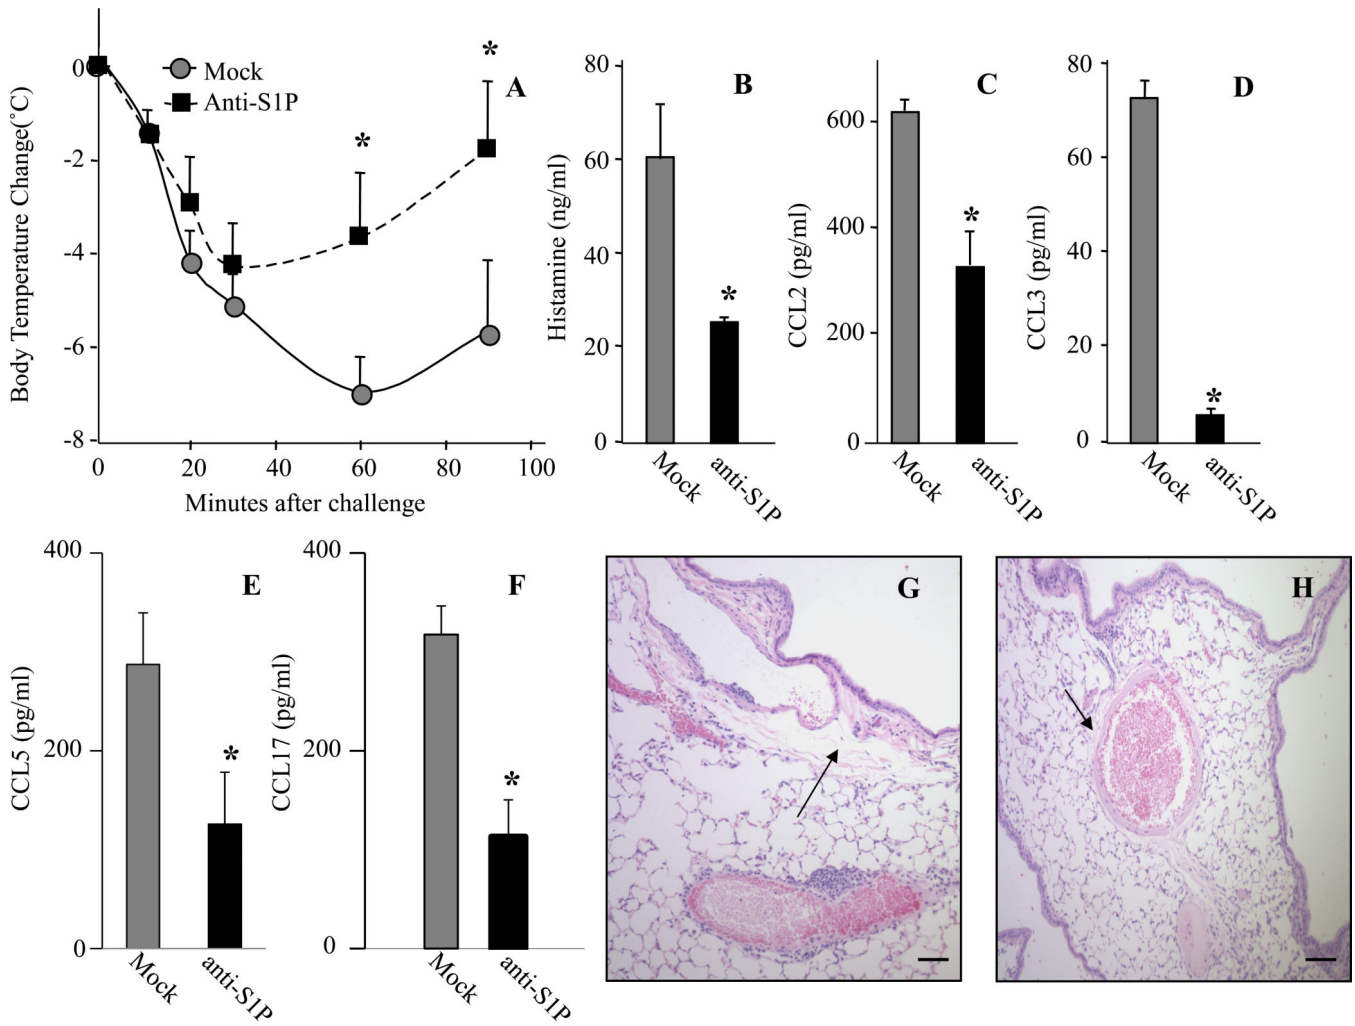 A
Body Temperature Change(˚C)
Mock
Anti-S1P
*
*
0
-2
-4
-6
-8
0 20 40 60 80 100
Minutes after challenge
B
Histamine (ng/ml)
80
60
40
20
0
*
Mock anti-S1P
C
CCL2 (pg/ml)
600
400
200
0
*
Mock anti-S1P
D
CCL3 (pg/ml)
80
60
40
20
0
*
Mock anti-S1P
E
CCL5 (pg/ml)
400
200
0
*
Mock anti-S1P
F
CCL17 (pg/ml)
400
200
0
*
Mock anti-S1P
G
H